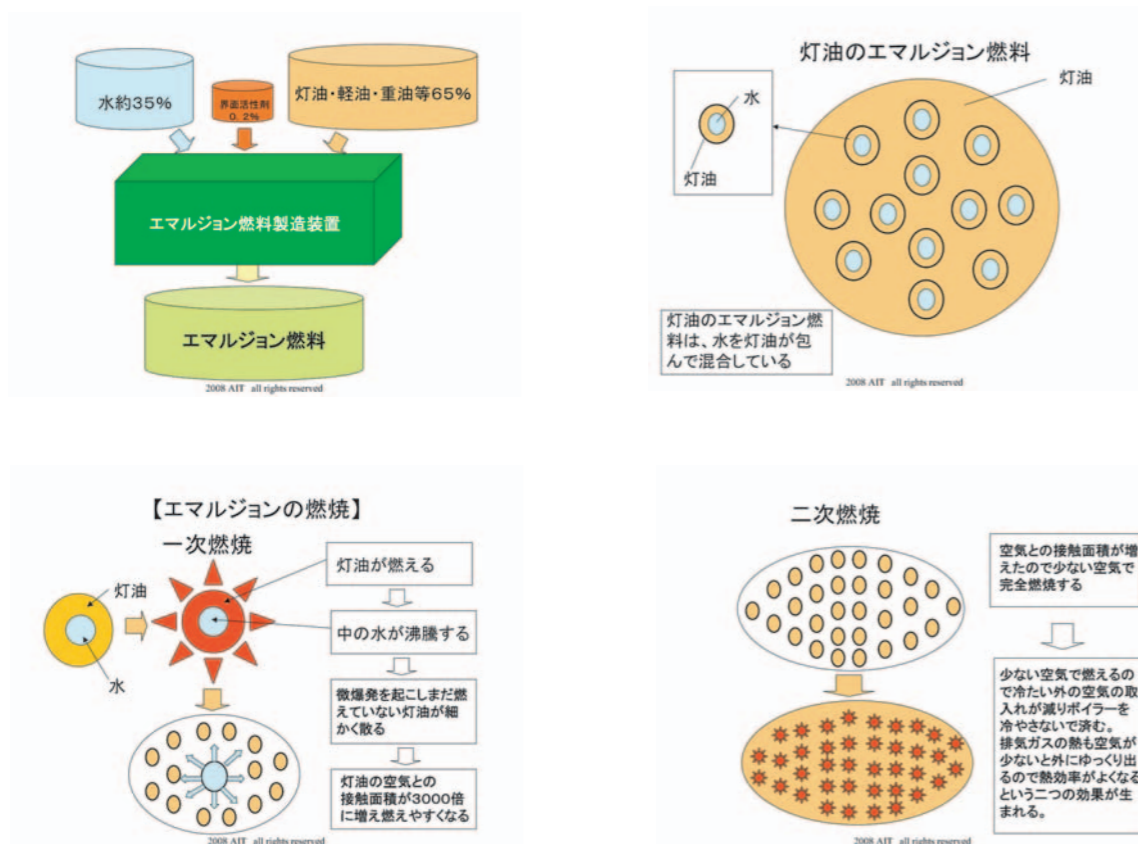 水約35%
界面活性剤
0.2%
灯油・軽油・重油等65%
エマルジョン燃料製造装置
エマルジョン燃料
2008 AIT all rights reserved
灯油のエマルジョン燃料
灯油
水
灯油
灯油のエマルジョン燃
料は、水を灯油が包
んで混合している
2008 AIT all rights reserved
【エマルジョンの燃焼】
一次燃焼
灯油
水
灯油が燃える
中の水が沸騰する
微爆発を起こしまだ燃
えていない灯油が細
かく散る
灯油の空気との
接触面積が3000倍
に増え燃えやすくなる
2008 AIT all rights reserved
二次燃焼
空気との接触面積が増
えたので少ない空気で
完全燃焼する
少ない空気で燃えるの
で冷たい外の空気の取
入れが減りボイラーを
冷やさないで済む。
排気ガスの熱も空気が
少ないと外にゆっくり出
るので熱効率がよくなる
という二つの効果が生
まれる。
2008 AIT all rights reserved